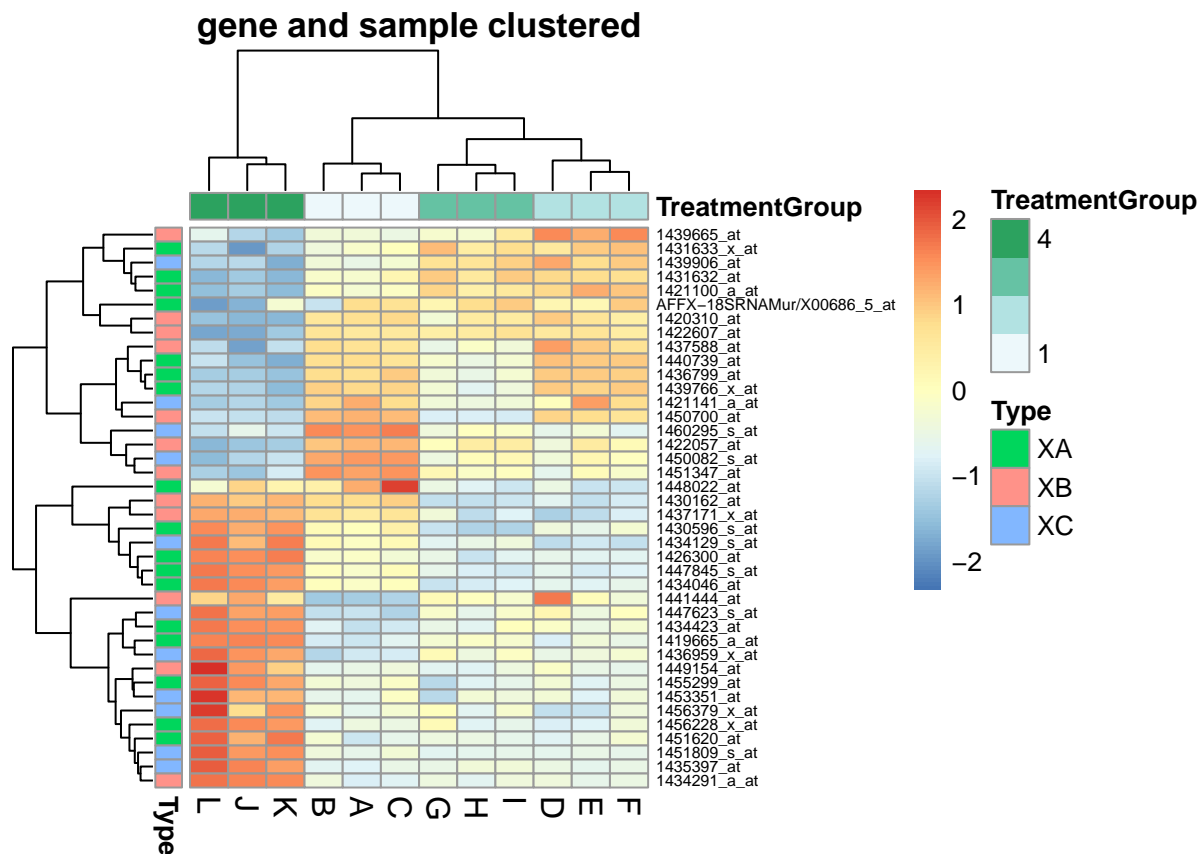 gene and sample clustered
TreatmentGroup
1439665_at
1431633_x_at
1439906_at
1431632_at
1421100_a_at
AFFX−18SRNAMur/X00686_5_at
1420310_at
1422607_at
1437588_at
1440739_at
1436799_at
1439766_x_at
1421141_a_at
1450700_at
1460295_s_at
1422057_at
1450082_s_at
1451347_at
1448022_at
1430162_at
1437171_x_at
1430596_s_at
1434129_s_at
1426300_at
1447845_s_at
1434046_at
1441444_at
1447623_s_at
1434423_at
1419665_a_at
1436959_x_at
1449154_at
1455299_at
1453351_at
1456379_x_at
1456228_x_at
1451620_at
1451809_s_at
1435397_at
1434291_a_at
Type
L J K B A C G H I D E F
2
1
0
−1
−2
TreatmentGroup
4
1
Type
XA
XB
XC